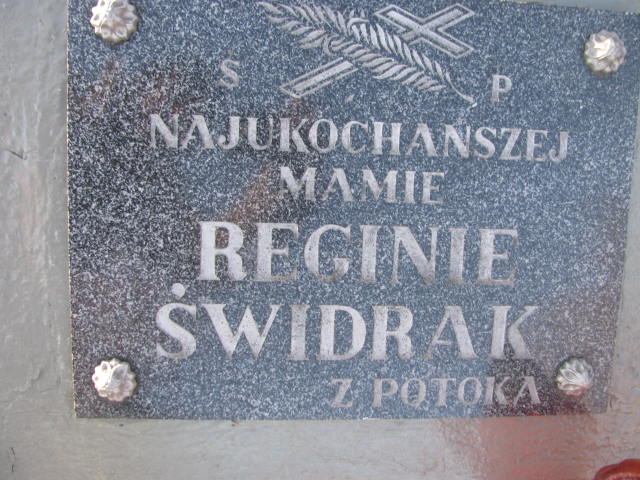 Ś P
NAJUKOCHAŃSZEJ
MAMIE
REGINIE
ŚWIDRAK
Z POTOKA